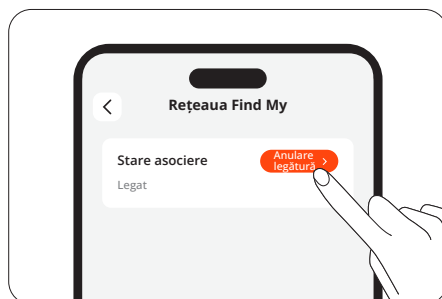 Rețeaua Find My
Stare asociere
Anulare
legătură
Legat